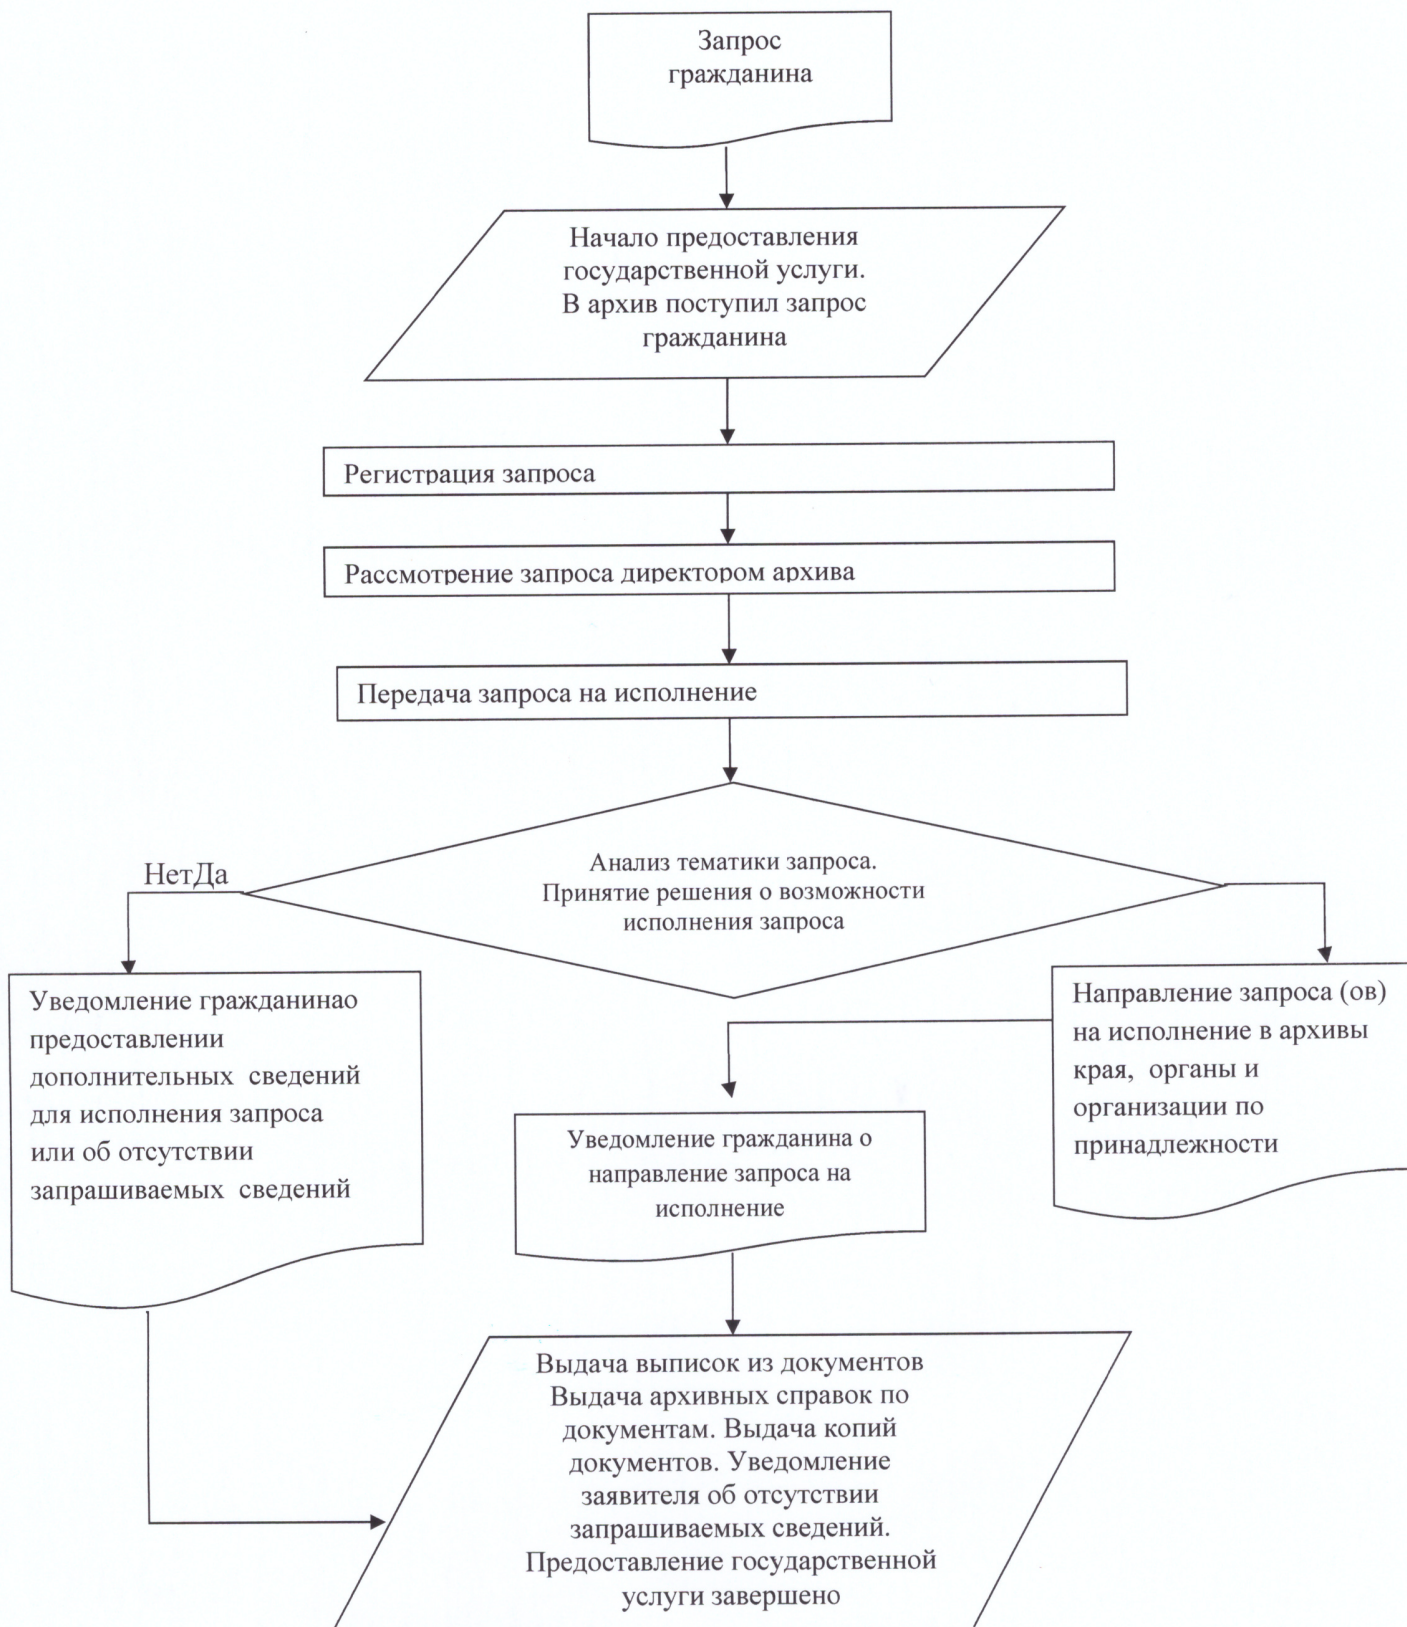 Запрос
гражданина
Начало предоставления
государственной услуги.
В архив поступил запрос
гражданина
Регистрация запроса
Рассмотрение запроса директором архива
Передача запроса на исполнение
Анализ тематики запроса.
Принятие решения о возможности
исполнения запроса
НетДа
Уведомление гражданинао
предоставлении
дополнительных сведений
для исполнения запроса
или об отсутствии
запрашиваемых сведений
Направление запроса (ов)
на исполнение в архивы
края, органы и
организации по
принадлежности
Уведомление гражданина о
направление запроса на
исполнение
Выдача выписок из документов
Выдача архивных справок по
документам. Выдача копий
документов. Уведомление
заявителя об отсутствии
запрашиваемых сведений.
Предоставление государственной
услуги завершено